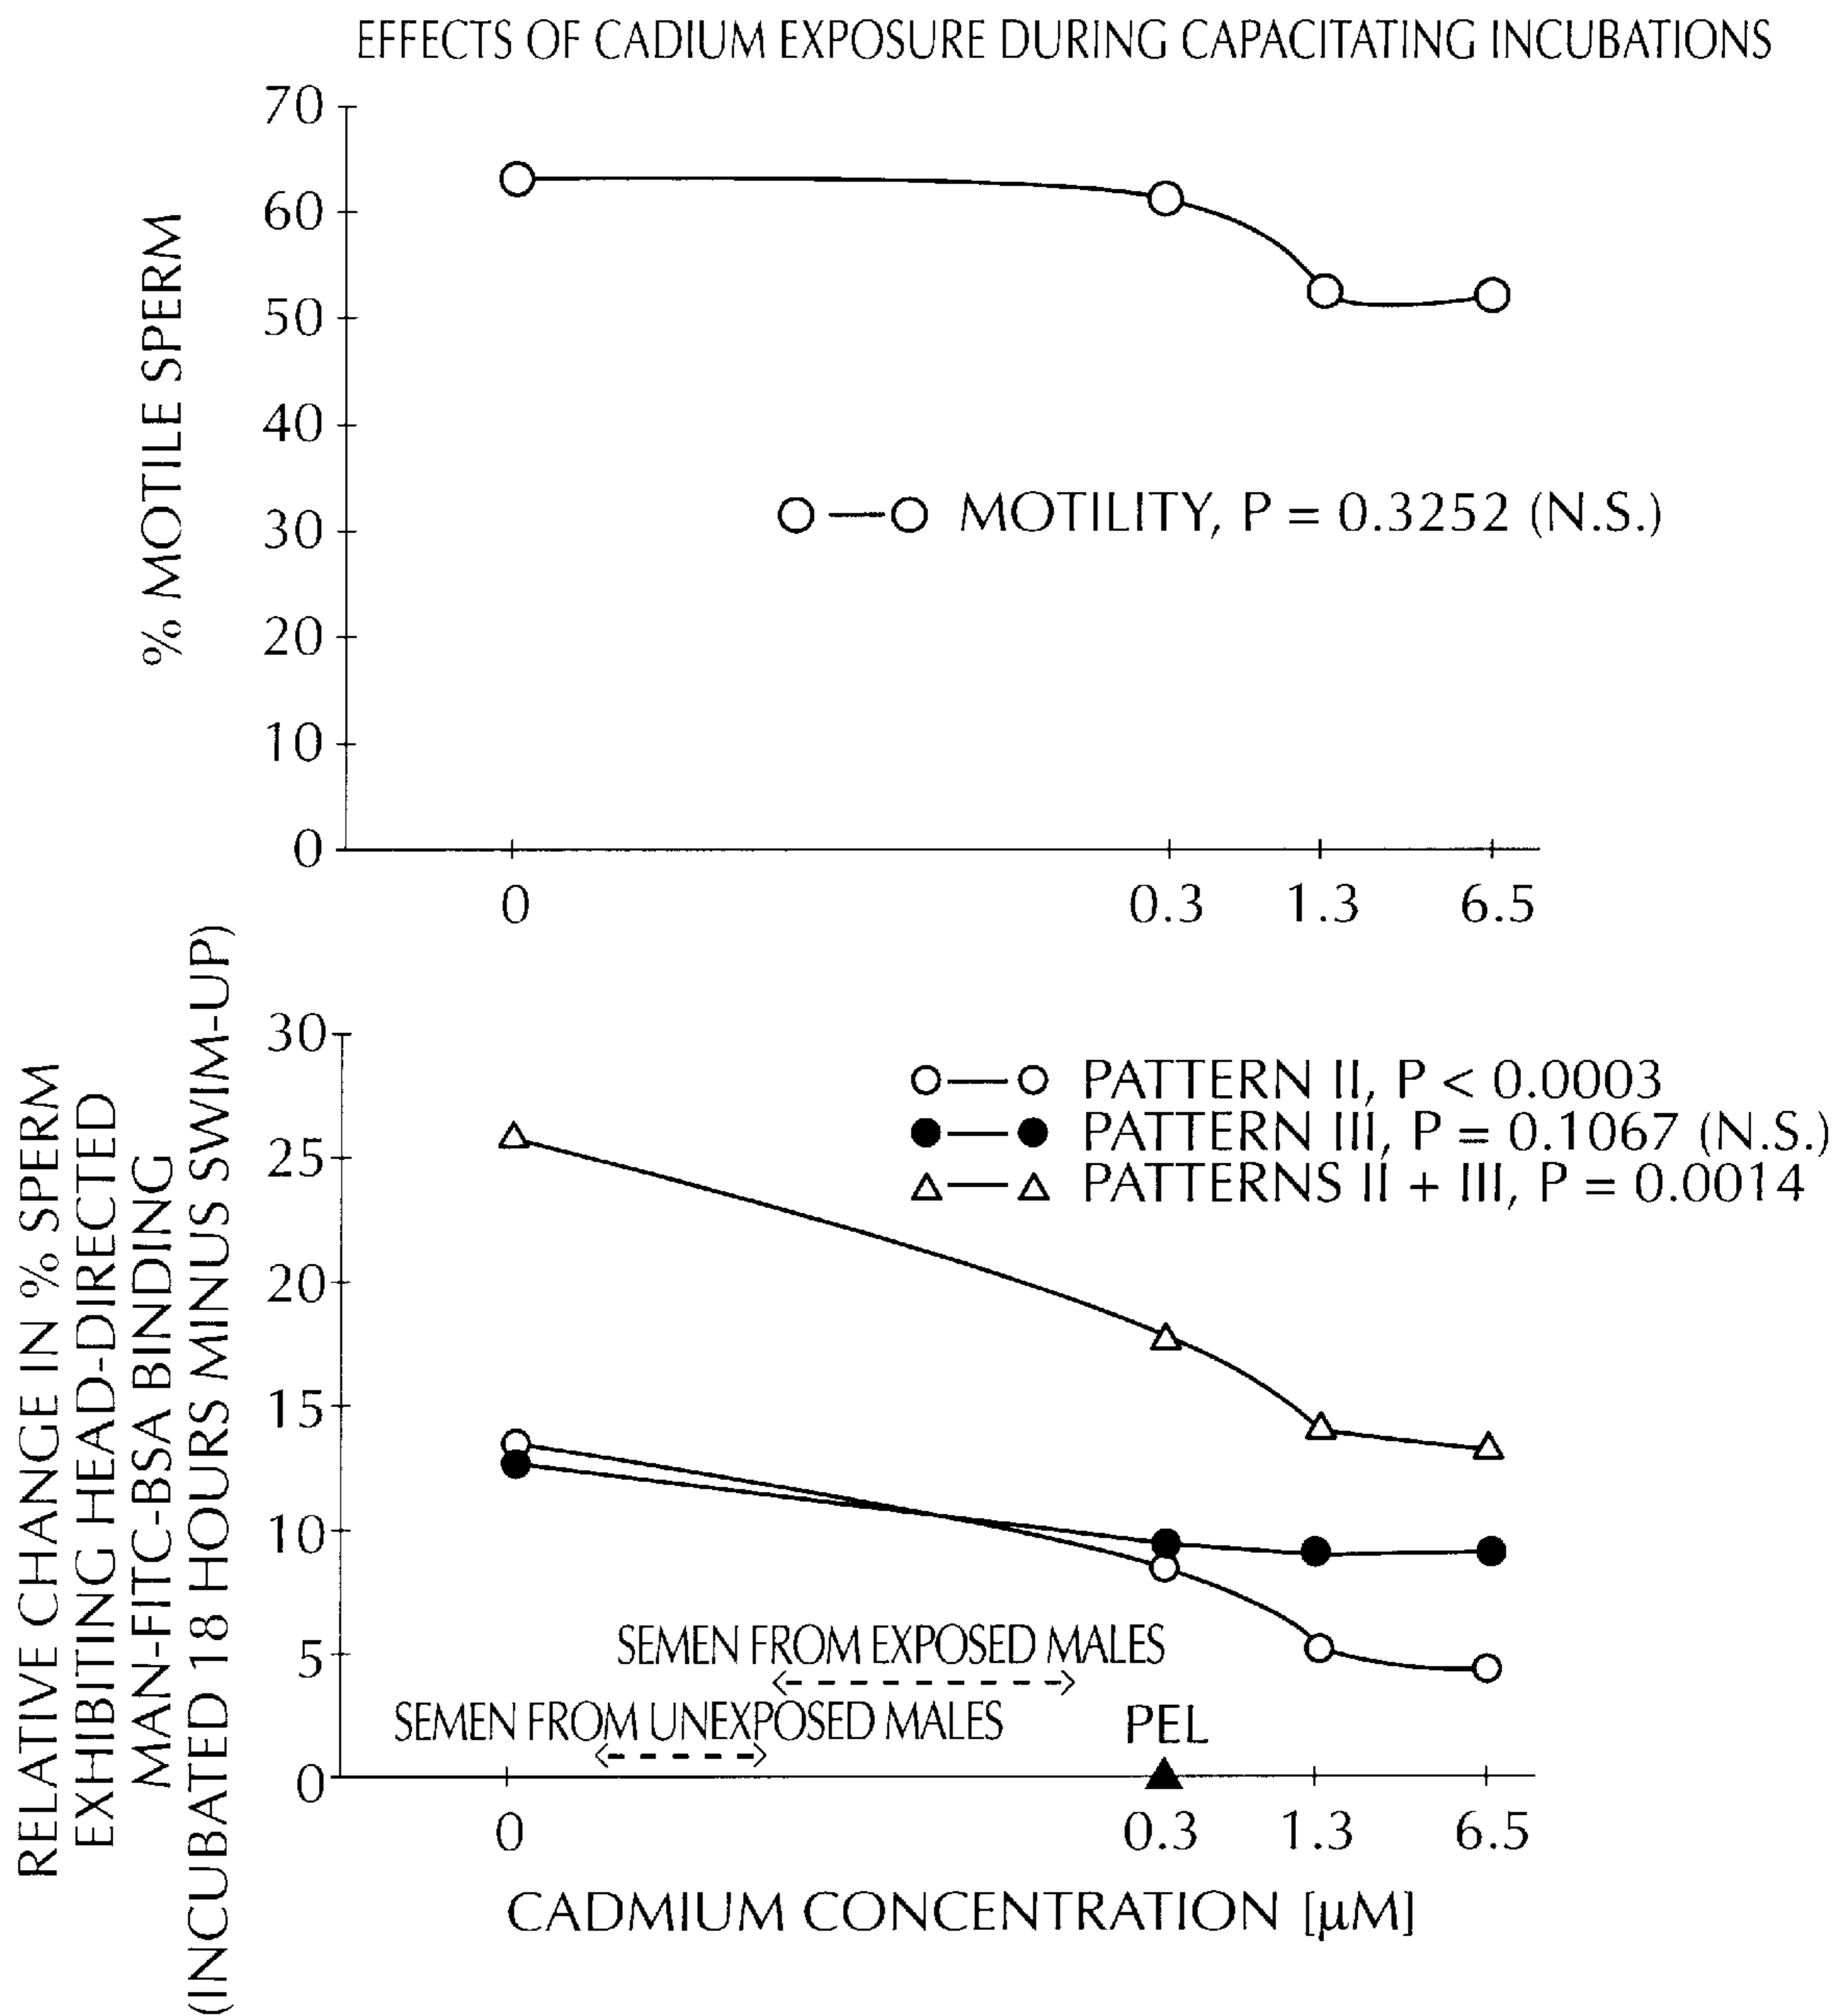 EFFECTS OF CADIUM EXPOSURE DURING CAPACITATING INCUBATIONS
% MOTILE SPERM
70
60
50
40
30
20
10
0
MOTILITY, P = 0.3252 (N.S.)
0 0.3 1.3 6.5
RELATIVE CHANGE IN % SPERM
EXHIBITING HEAD-DIRECTED
MAN-FITC-BSA BINDING
(INCUBATED 18 HOURS MINUS SWIM-UP)
30
25
20
15
10
5
0
PATTERN II, P < 0.0003
PATTERN III, P = 0.1067 (N.S.)
PATTERNS II + III, P = 0.0014
SEMEN FROM EXPOSED MALES
SEMEN FROM UNEXPOSED MALES
PEL
0 0.3 1.3 6.5
CADMIUM CONCENTRATION [μM]